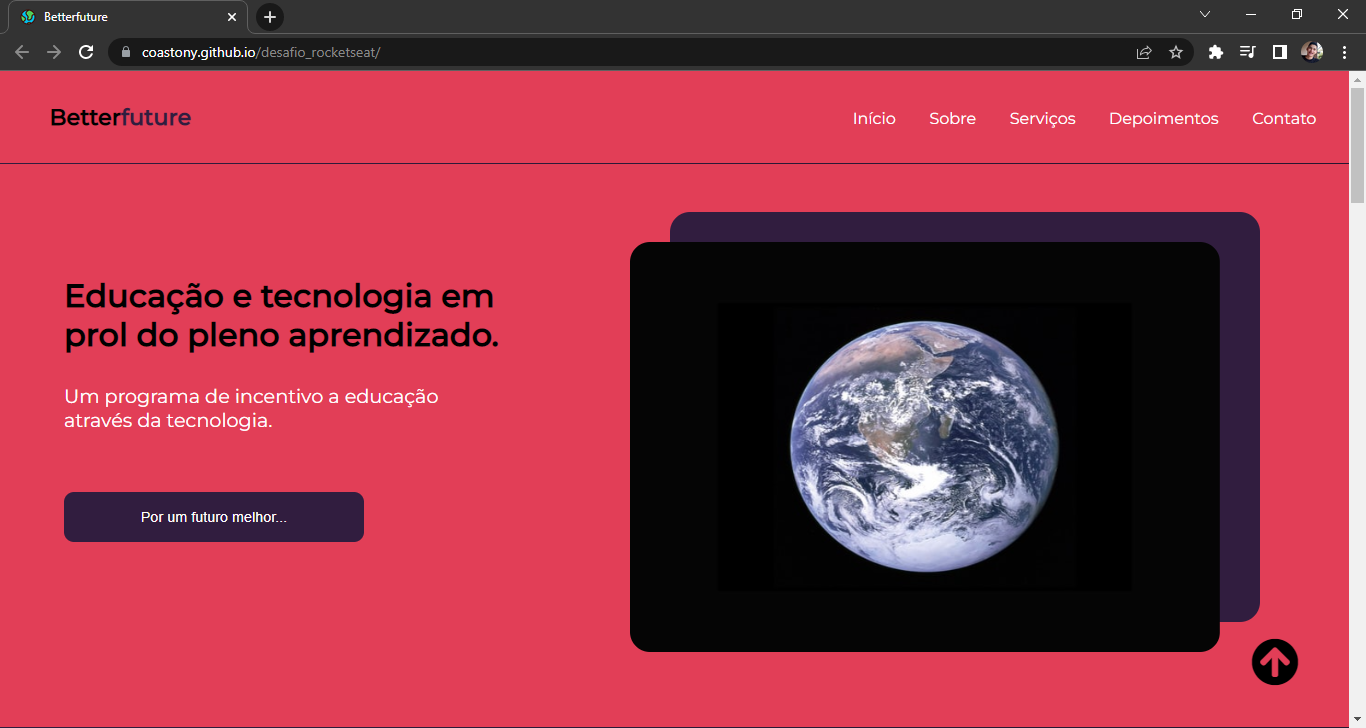 Betterfuture
coastony.github.io/desafio_rocketseat/
Betterfuture
Início Sobre Serviços Depoimentos Contato
Educação e tecnologia em
prol do pleno aprendizado.
Um programa de incentivo a educação
através da tecnologia.
Por um futuro melhor...